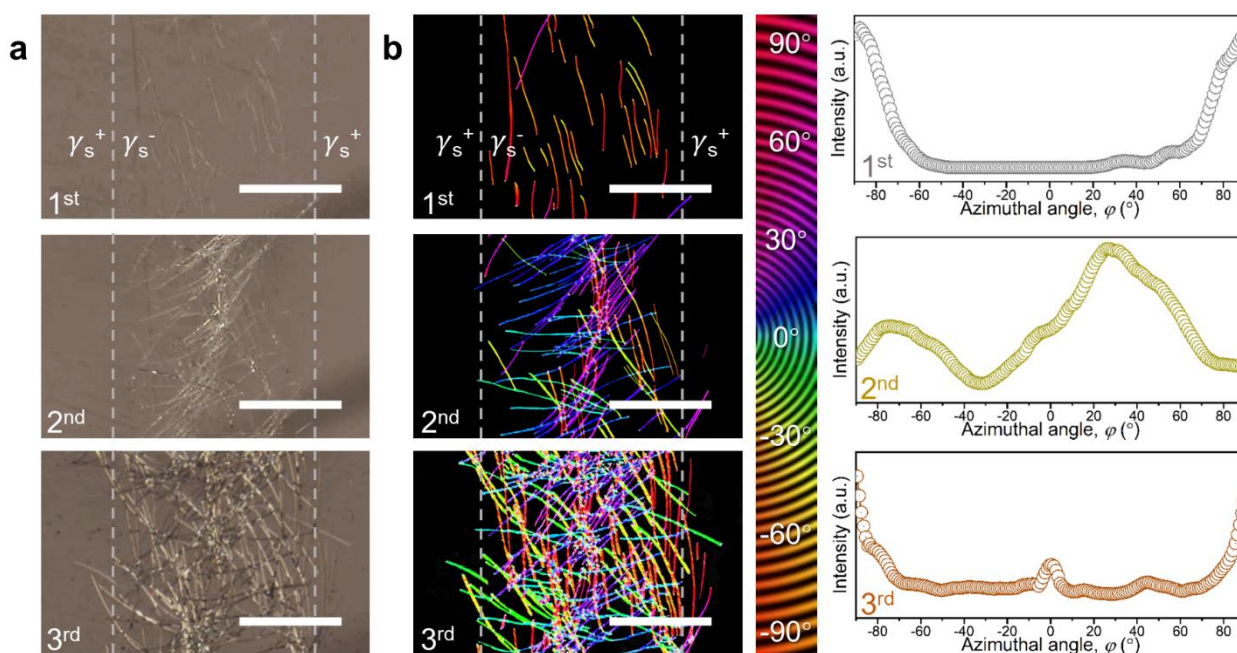 a
γs+ γs- γs+
1st
2nd
3rd
b
γs+ γs- γs+
1st
2nd
3rd
90°
60°
30°
0°
-30°
-60°
-90°
Intensity (a.u.)
1st
-80 -60 -40 -20 0 20 40 60 80
Azimuthal angle, φ (°)
Intensity (a.u.)
2nd
-80 -60 -40 -20 0 20 40 60 80
Azimuthal angle, φ (°)
Intensity (a.u.)
3rd
-80 -60 -40 -20 0 20 40 60 80
Azimuthal angle, φ (°)